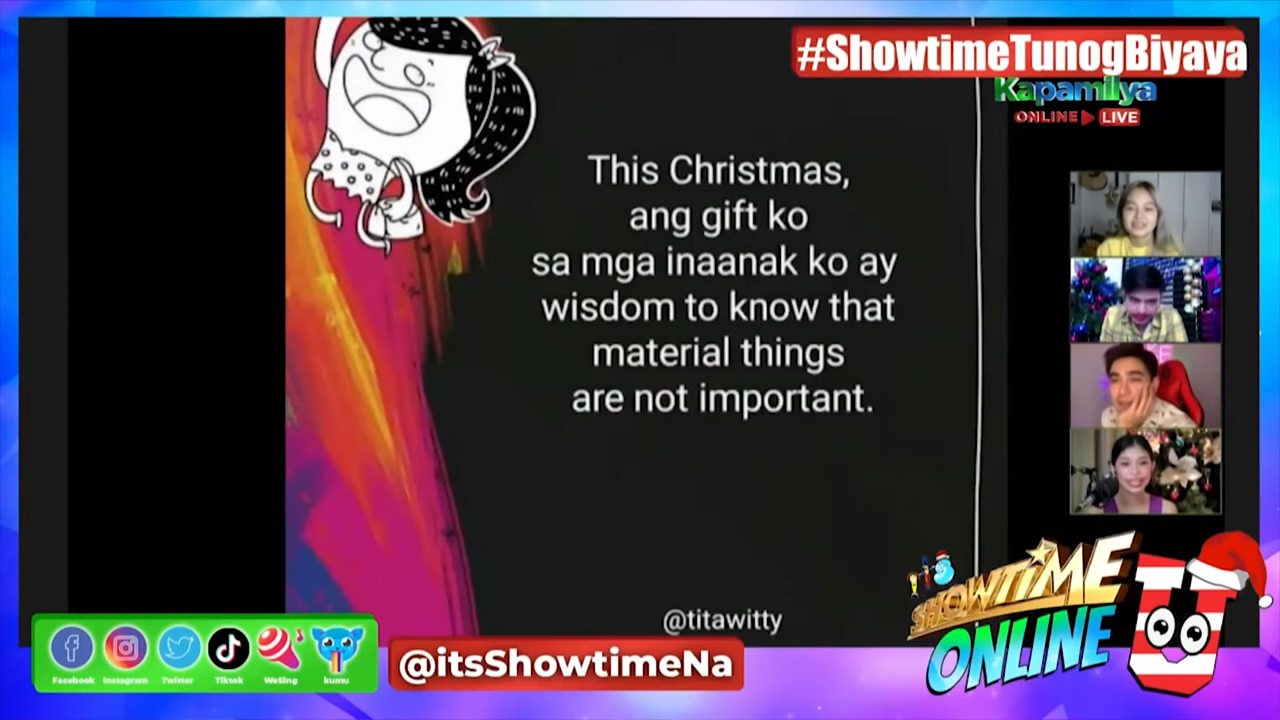 #ShowtimeTunogBiyaya
Kapamilya
ONLINE LIVE
This Christmas,
ang gift ko
sa mga inaanak ko ay
wisdom to know that
material things
are not important.
@titawitty
it's
SHOWTIME
ONLINE U
Facebook Instagram Twitter Tiktok WeSing kumu
@itsShowtimeNa